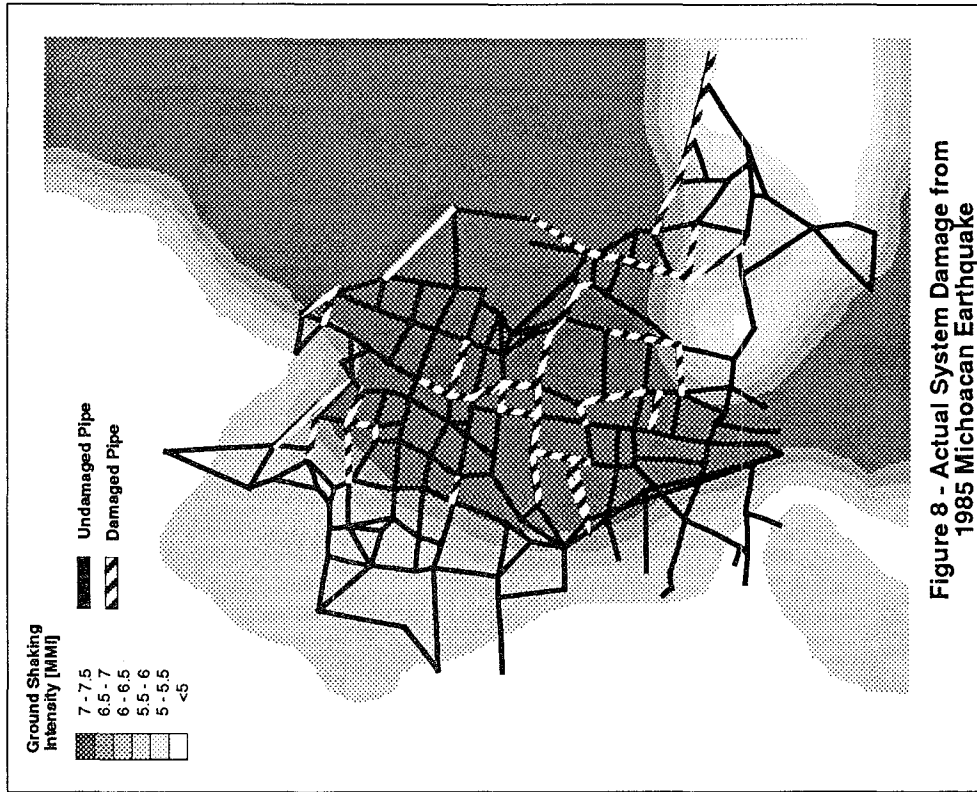 Ground Shaking
Intensity [MMI]
7 - 7.5
6.5 - 7
6 - 6.5
5.5 - 6
5 - 5.5
<5
Undamaged Pipe
Damaged Pipe
Figure 8 - Actual System Damage from
1985 Michoacan Earthquake